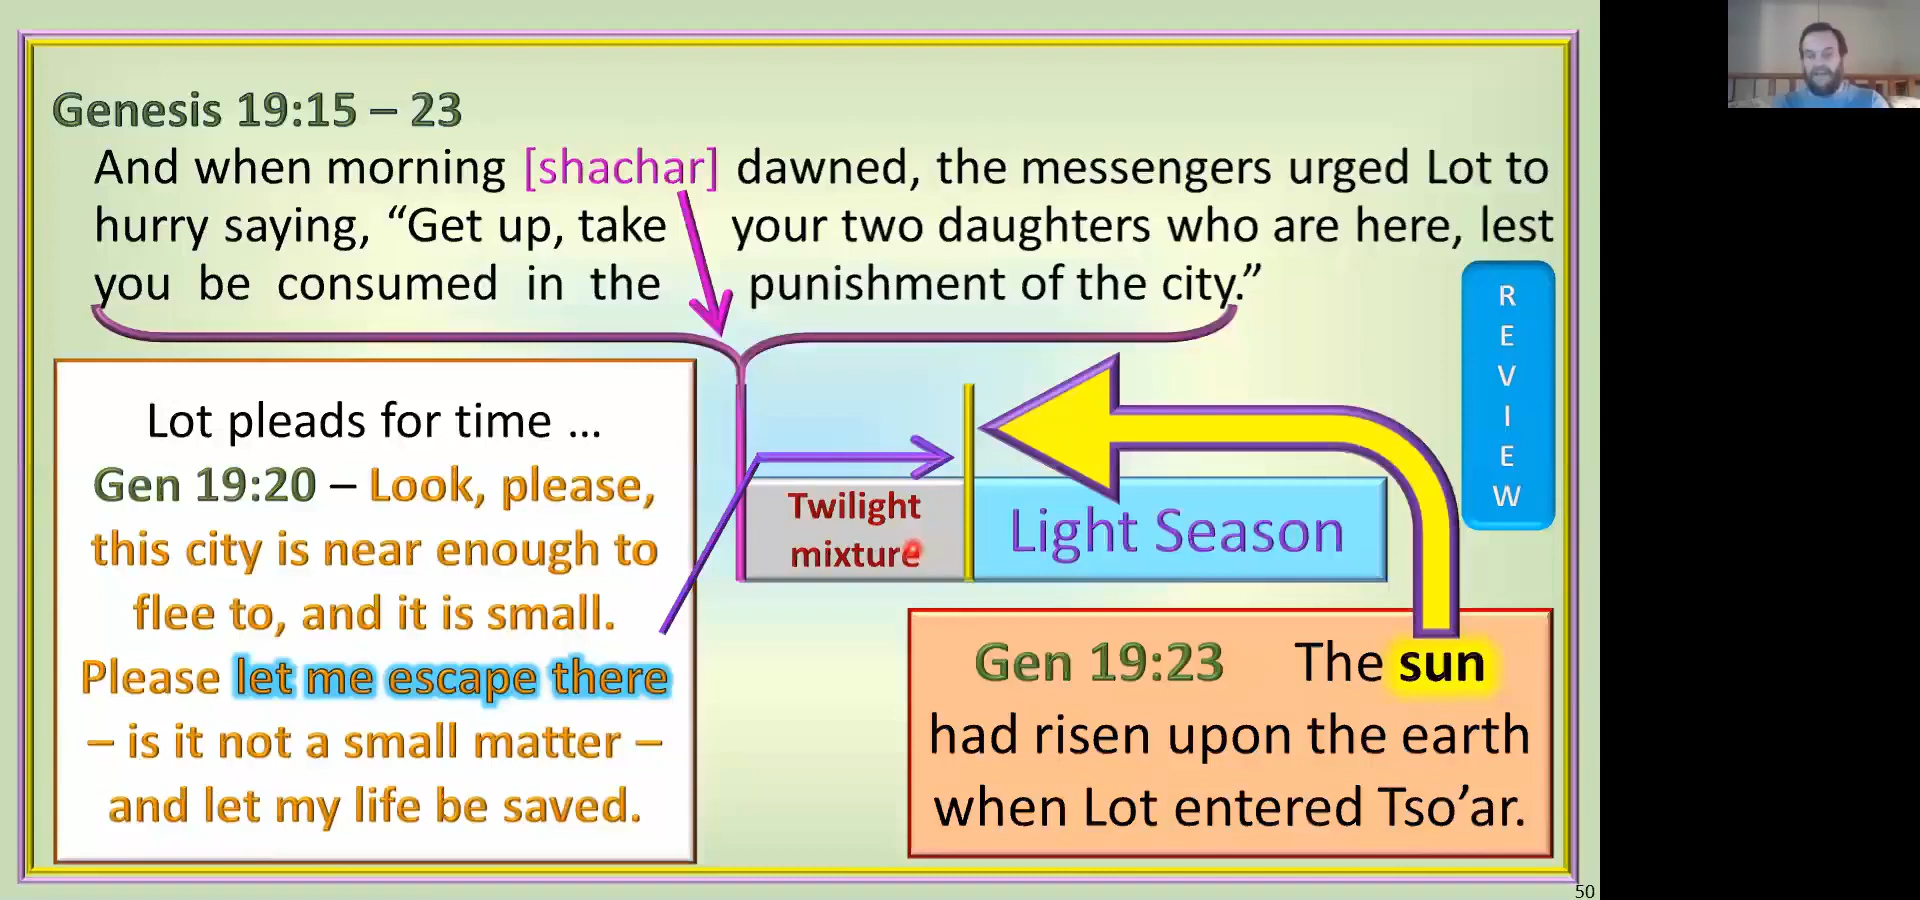 Genesis 19:15 – 23
And when morning [shachar] dawned, the messengers urged Lot to
hurry saying, “Get up, take your two daughters who are here, lest
you be consumed in the punishment of the city.”
R
E
V
I
E
W
Lot pleads for time ...
Gen 19:20 – Look, please,
this city is near enough to
flee to, and it is small.
Please let me escape there
– is it not a small matter –
and let my life be saved.
Twilight
mixture
Light Season
Gen 19:23 The sun
had risen upon the earth
when Lot entered Tso’ar.
50